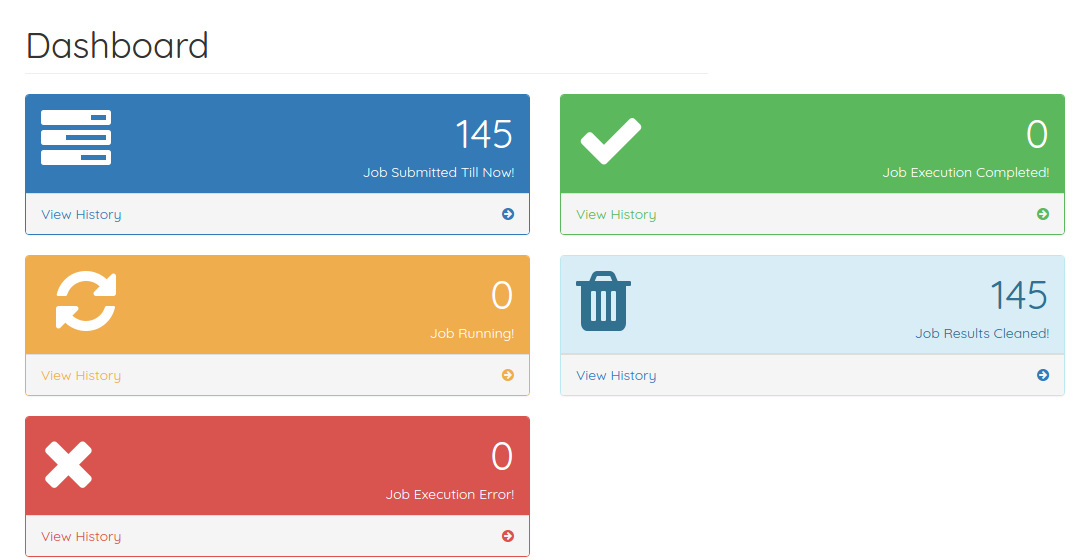 Dashboard
145
Job Submitted Till Now!
View History
0
Job Execution Completed!
View History
0
Job Running!
View History
145
Job Results Cleaned!
View History
0
Job Execution Error!
View History